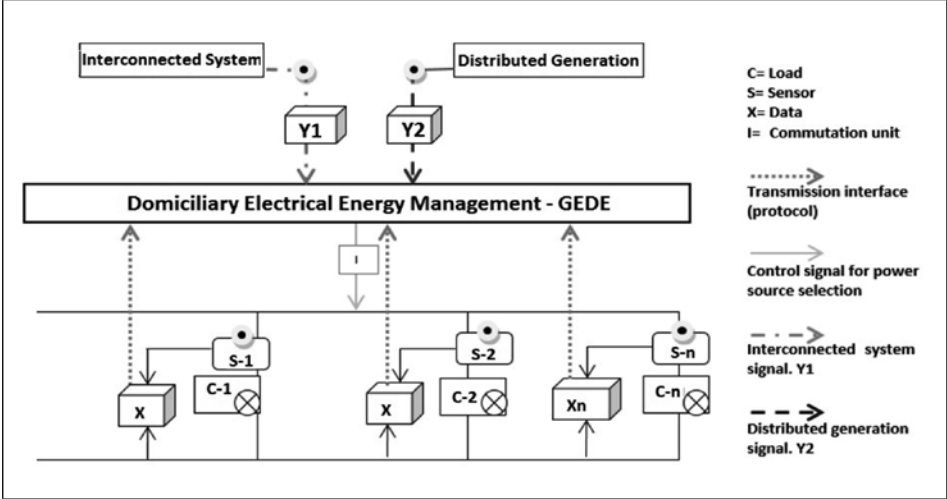 Interconnected System
Distributed Generation
Y1
Y2
Domiciliary Electrical Energy Management - GEDE
I
S-1
S-2
S-n
C-1
C-2
C-n
X
X
Xn
C= Load
S= Sensor
X= Data
I= Commutation unit
Transmission interface
(protocol)
Control signal for power
source selection
Interconnected system
signal. Y1
Distributed generation
signal. Y2